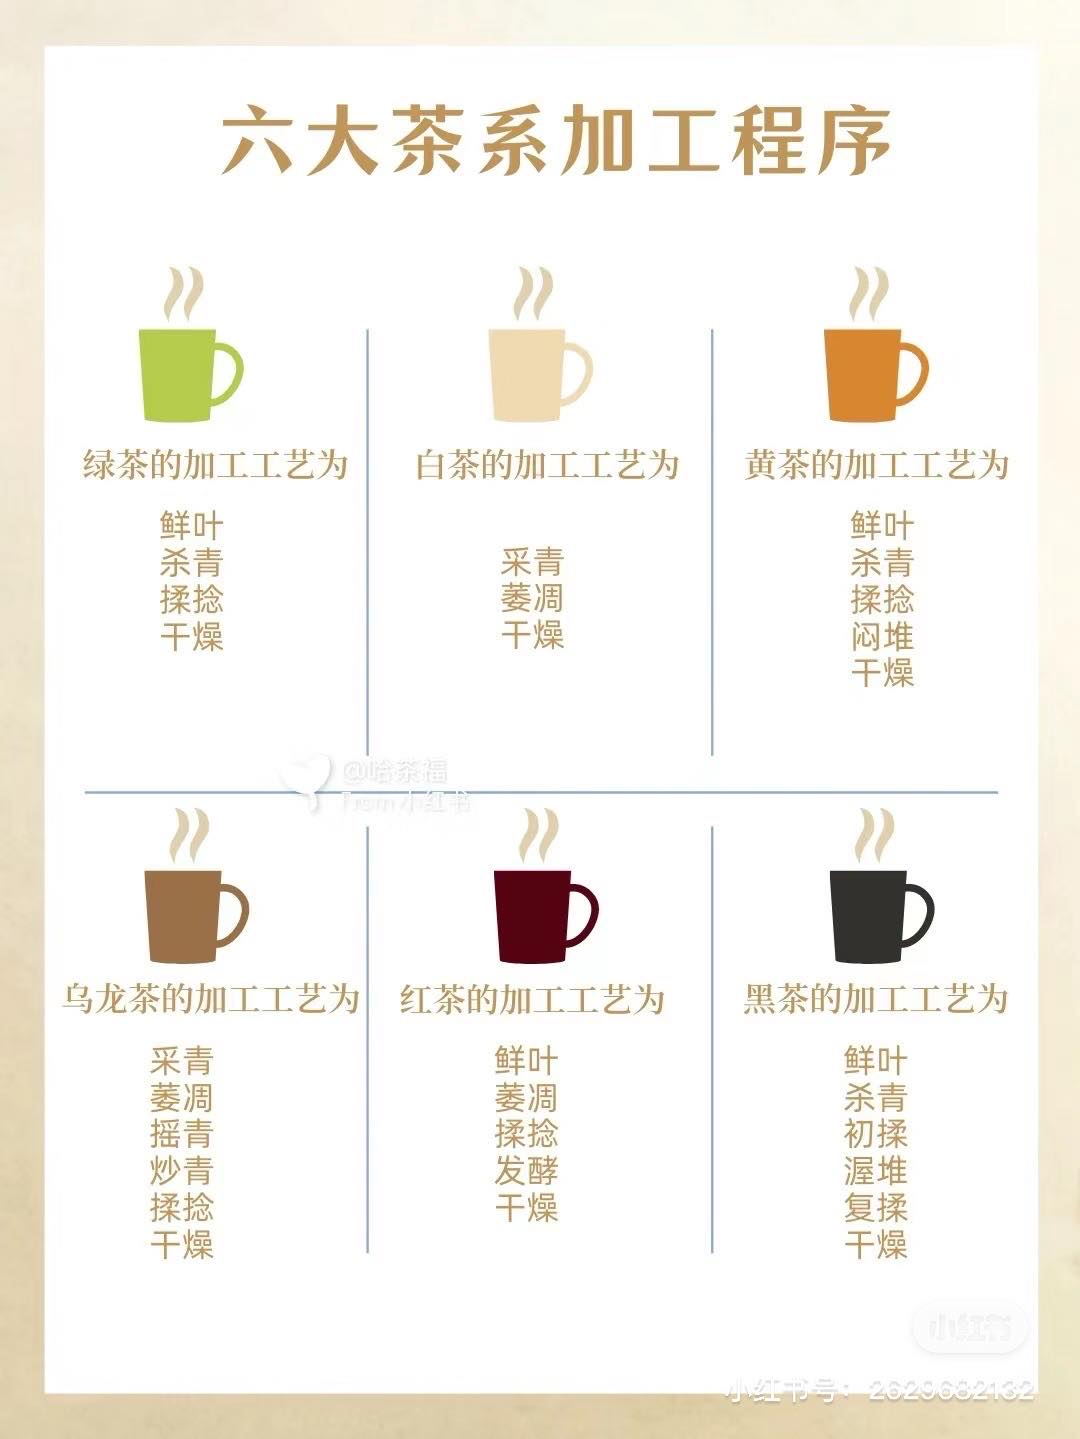 六大茶系加工程序
绿茶的加工工艺为
鲜叶
杀青
揉捻
干燥
白茶的加工工艺为
采青
萎凋
干燥
黄茶的加工工艺为
鲜叶
杀青
揉捻
闷堆
干燥
@哈茶福
From 小红书
乌龙茶的加工工艺为
采青
萎凋
摇青
炒青
揉捻
干燥
红茶的加工工艺为
鲜叶
萎凋
揉捻
发酵
干燥
黑茶的加工工艺为
鲜叶
杀青
初揉
渥堆
复揉
干燥
小红书
小红书号：2629682132